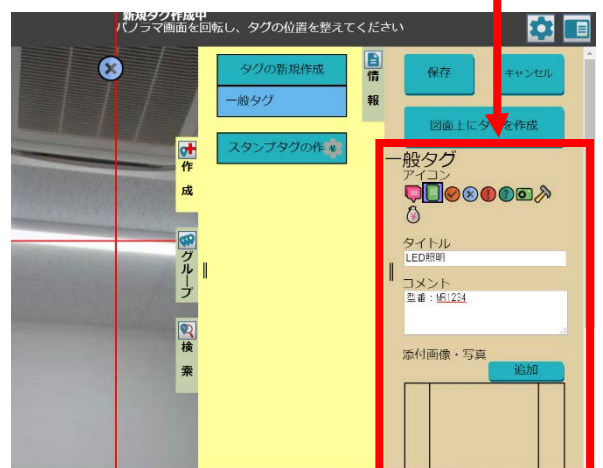 新規タグ作成中
パノラマ画面を回転し、タグの位置を整えてください
作成
グループ
検索
タグの新規作成
一般タグ
スタンプタグの作
情報
保存
キャンセル
図面上にタ を作成
一般タグ
アイコン
タイトル
LED照明
コメント
型番：MR1234
添付画像・写真
追加